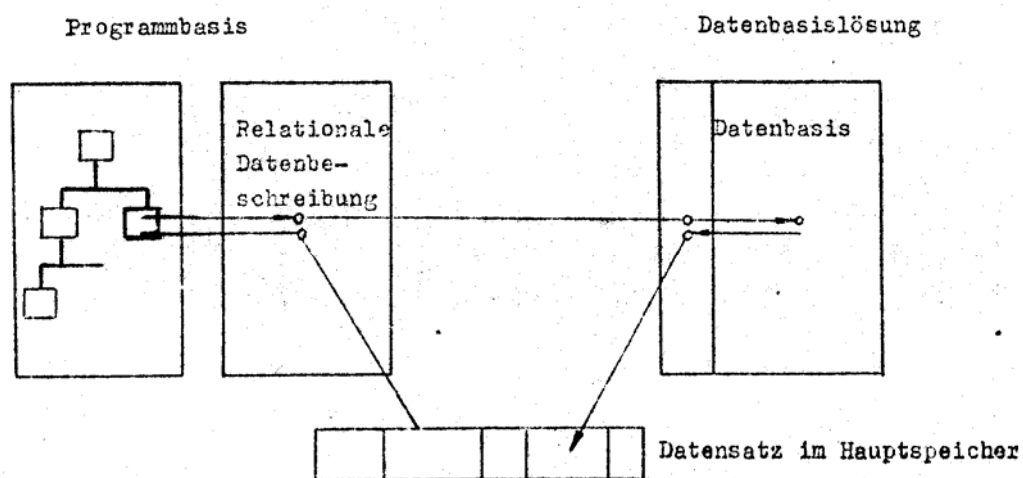 Programmbasis
Datenbasislösung
Relationale
Datenbe-
schreibung
Datenbasis
Datensatz im Hauptspeicher